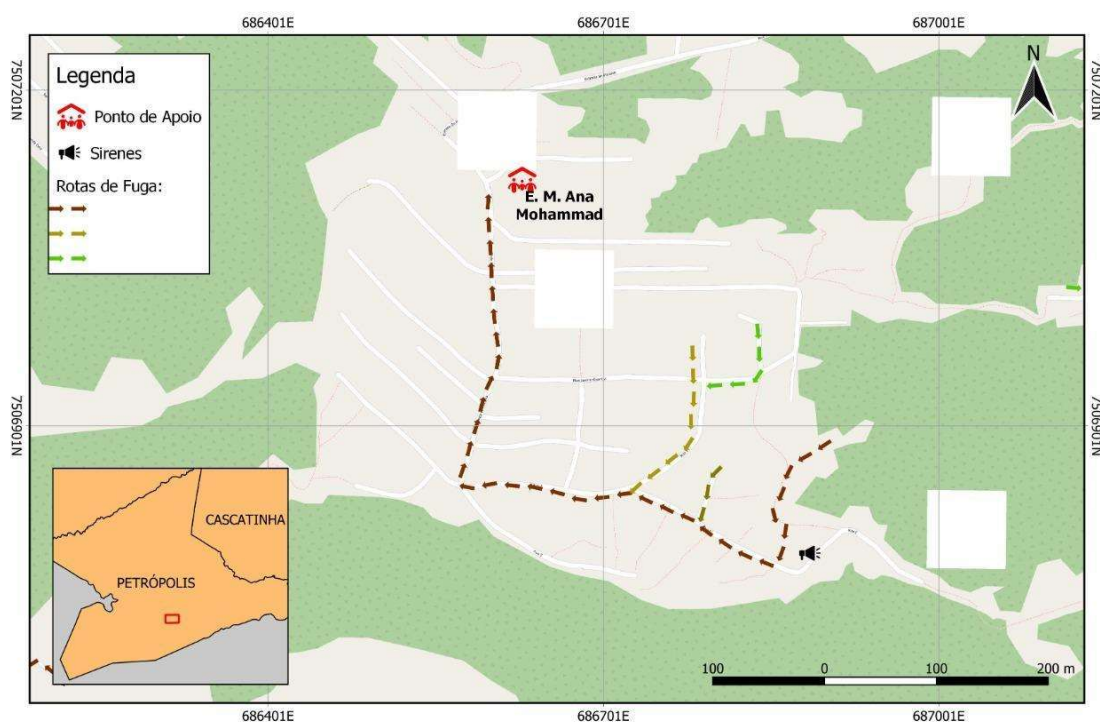 686401E
686701E
687001E
7507201N
7507201N
Legenda
Ponto de Apoio
Sirenes
Rotas de Fuga:
N
E. M. Ana
Mohammad
7506901N
7506901N
CASCATINHA
PETRÓPOLIS
100
0
100
200 m
686401E
686701E
687001E